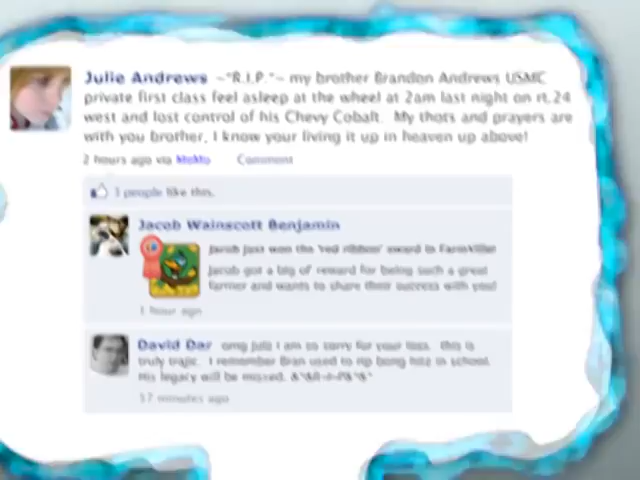 Julie Andrews ~"R.I.P."~ my brother Brandon Andrews USMC
private first class feel asleep at the wheel at 2am last night on rt.24
west and lost control of his Chevy Cobalt. My thots and prayers are
with you brother, I know your living it up in heaven up above!
2 hours ago via MoMo Comment
3 people like this.
Jacob Wainscott Benjamin
Jacob just won the 'red ribbon' award in FarmVille!
Jacob got a big of reward for being such a great
farmer and wants to share their success with you!
1 hour ago
David Dar omg Julz I am so sorry for your loss. this is
truly trajic. I remember Bran used to rip bong hitz in school.
His legacy will be missed.
57 minutes ago